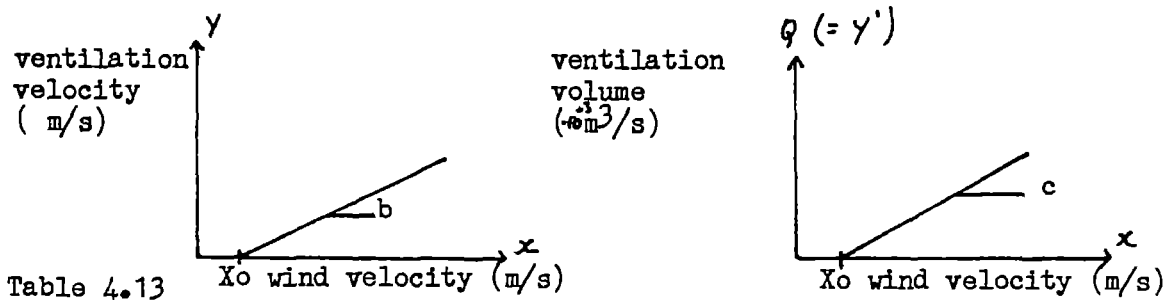 y
ventilation
velocity
( m/s)
b
x
Xo wind velocity (m/s)
Q (= y')
ventilation
volume
m3/s)
c
x
Xo wind velocity (m/s)
Table 4.13